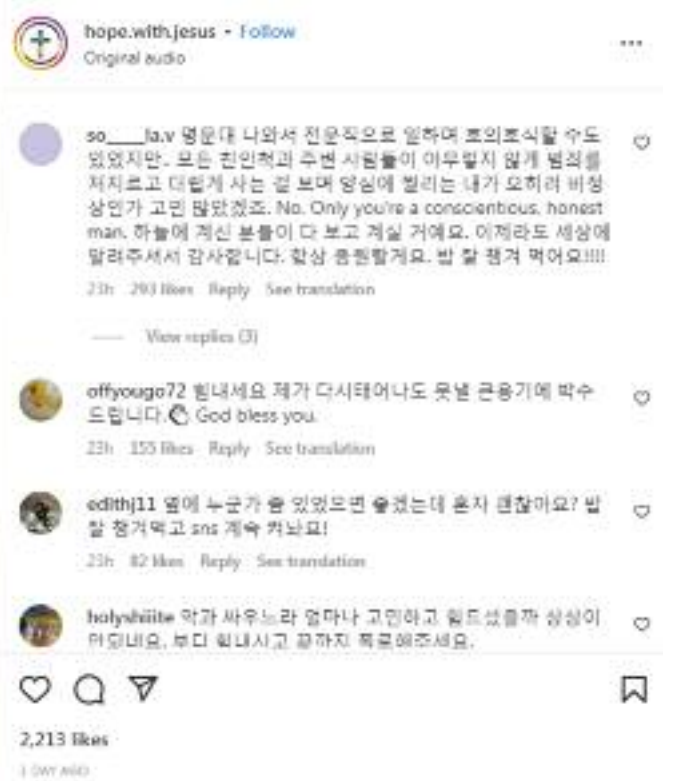 hope.with.jesus • Follow
Original audio
so____la.v 명문대 나와서 전문직으로 일하며 호의호식할 수도
있었지만.. 모든 친인척과 주변 사람들이 아무렇지 않게 범죄를
저지르고 더럽게 사는 걸 보며 양심에 찔리는 내가 오히려 비정
상인가 고민 많았겠죠. No. Only you're a conscientious, honest
man. 하늘에 계신 분들이 다 보고 계실 거예요. 이제라도 세상에
알려주셔서 감사합니다. 항상 응원할게요. 밥 잘 챙겨 먹어요!!!!
23h 293 likes Reply See translation
View replies (3)
offyougo72 힘내세요 제가 다시태어나도 못낼 큰용기에 박수
드립니다.👏 God bless you.
23h 155 likes Reply See translation
edithj11 옆에 누군가 좀 있었으면 좋겠는데 혼자 괜찮아요? 밥
잘 챙겨먹고 sns 계속 켜놔요!
23h 82 likes Reply See translation
holyshiiite 악과 싸우느라 얼마나 고민하고 힘드셨을까 상상이
안되네요. 부디 힘내시고 끝까지 폭로해주세요.
2,213 likes
1 DAY AGO